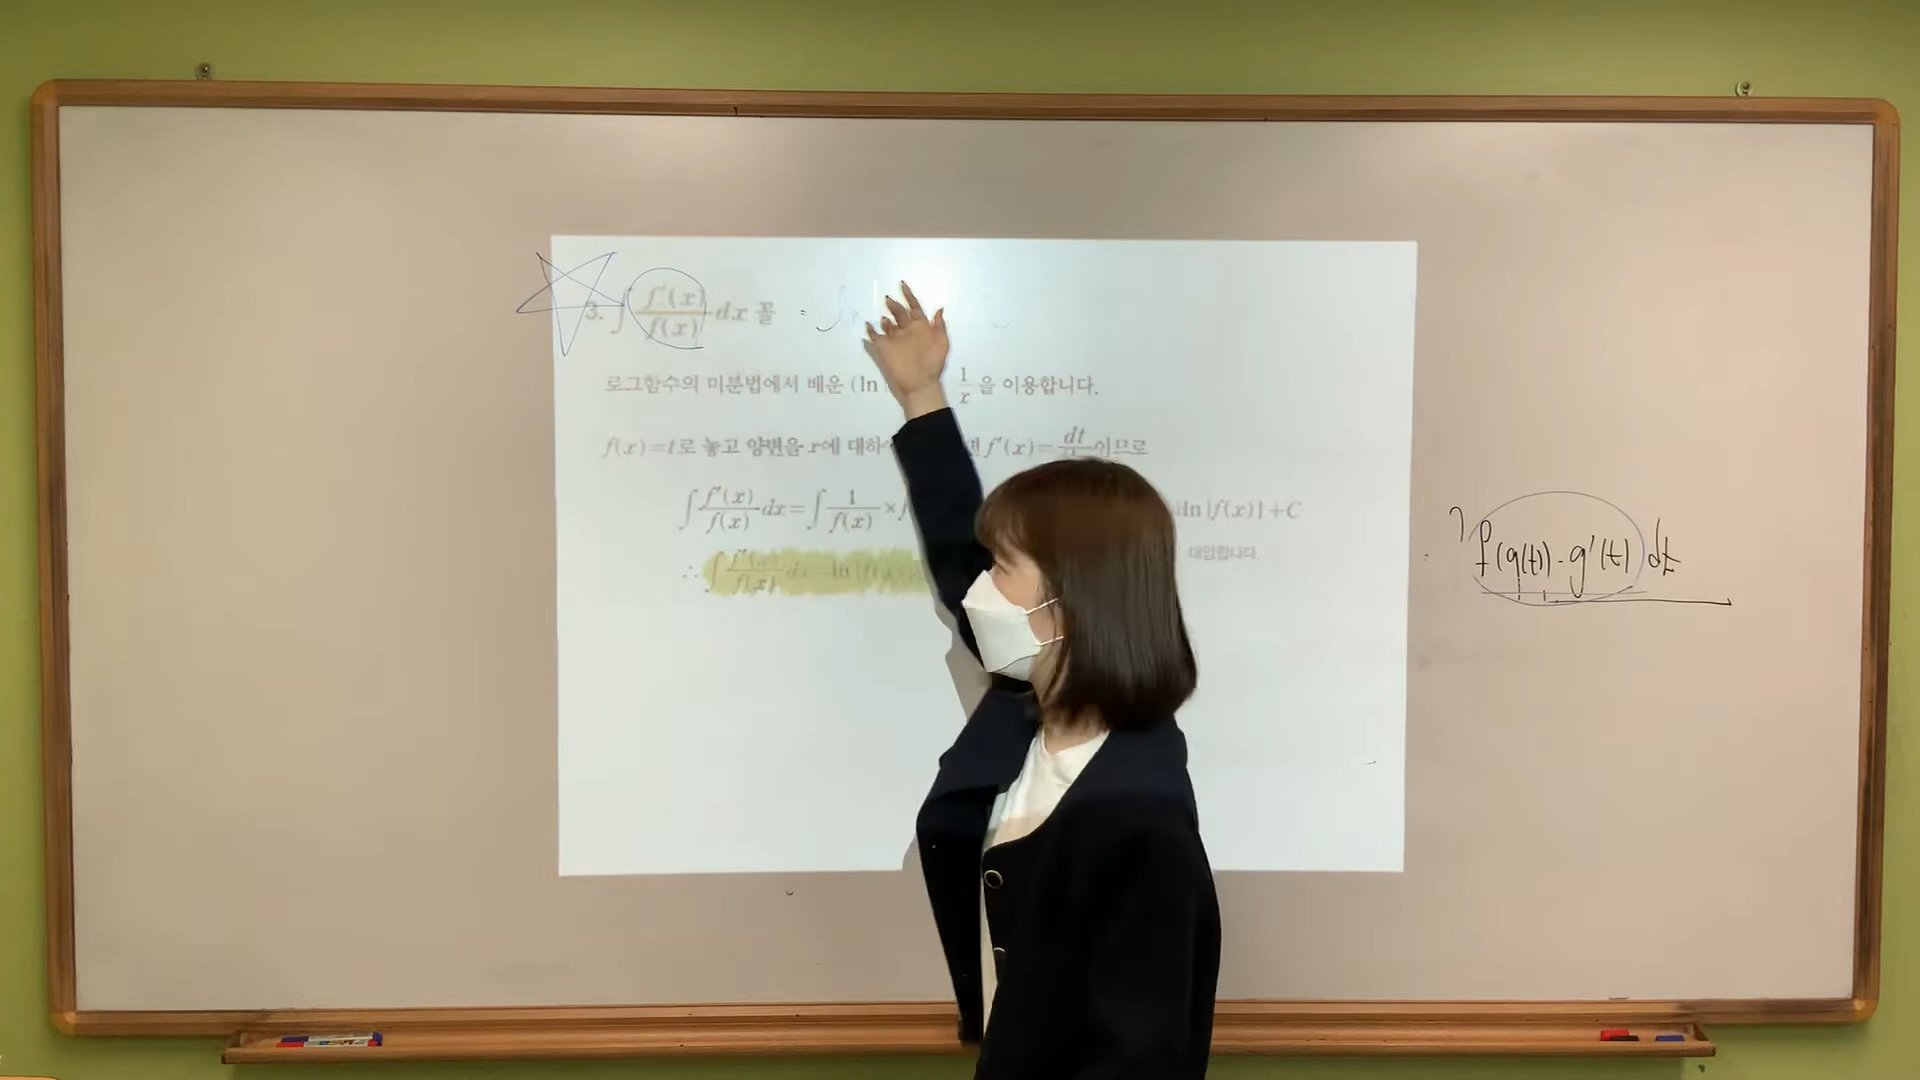 3. ∫ f′(x)/f(x) dx 꼴 =
로그함수의 미분법에서 배운 (ln 1/x 을 이용합니다.
f(x)=t로 놓고 양변을 x에 대하 f′(x)= dt 이므로
∫ f′(x)/f(x) dx=∫ 1/f(x) × ln|f(x)|+C
대입합니다.
∴ ∫ f′(x)/f(x) dx=ln|f(x)|
f(g(t)) · g′(t) dt